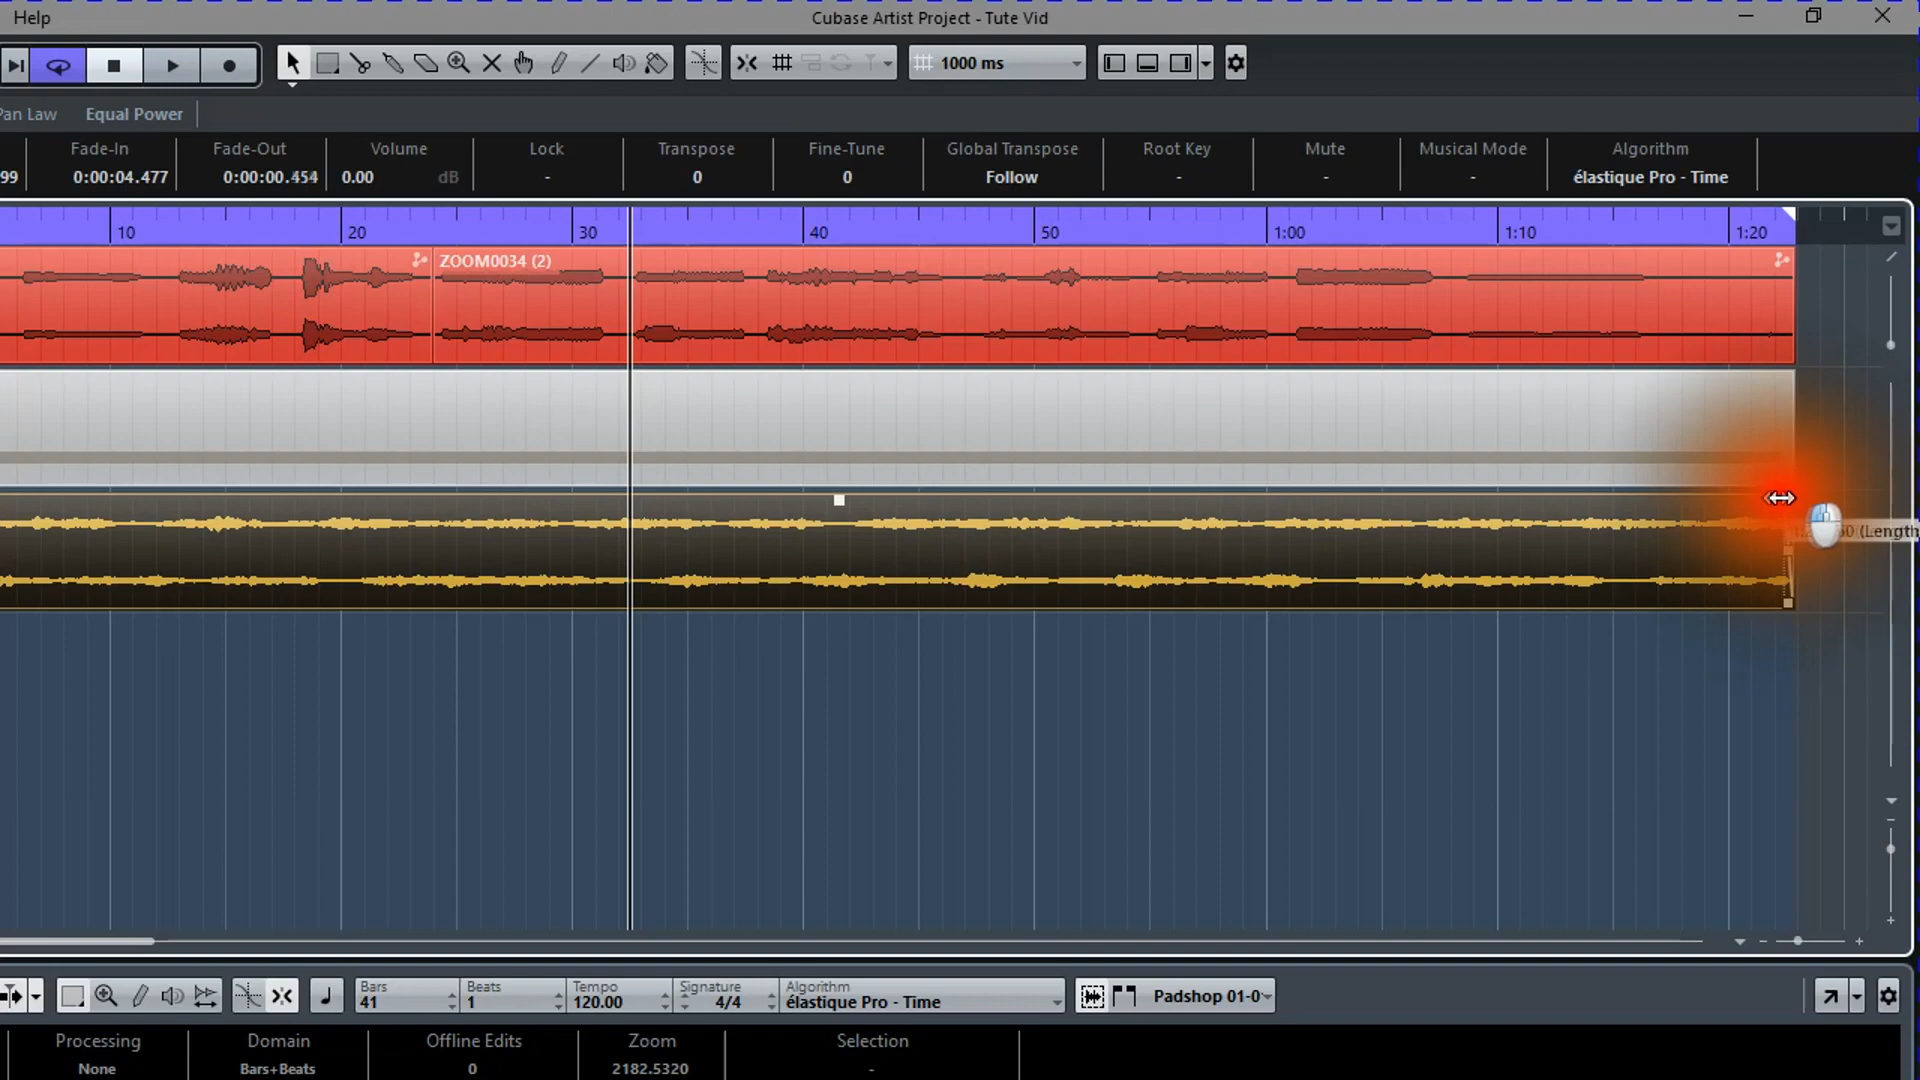 Help
Cubase Artist Project - Tute Vid
1000 ms
Pan Law
Equal Power
Fade-In
Fade-Out
Volume
Lock
Transpose
Fine-Tune
Global Transpose
Root Key
Mute
Musical Mode
Algorithm
99
0:00:04.477
0:00:00.454
0.00
dB
-
0
0
Follow
-
-
-
élastique Pro - Time
10
20
30
40
50
1:00
1:10
1:20
ZOOM0034 (2)
(Length
Bars
41
Beats
1
Tempo
120.00
Signature
4/4
Algorithm
élastique Pro - Time
Padshop 01-0
Processing
Domain
Offline Edits
Zoom
Selection
None
Bars+Beats
0
2182.5320
-